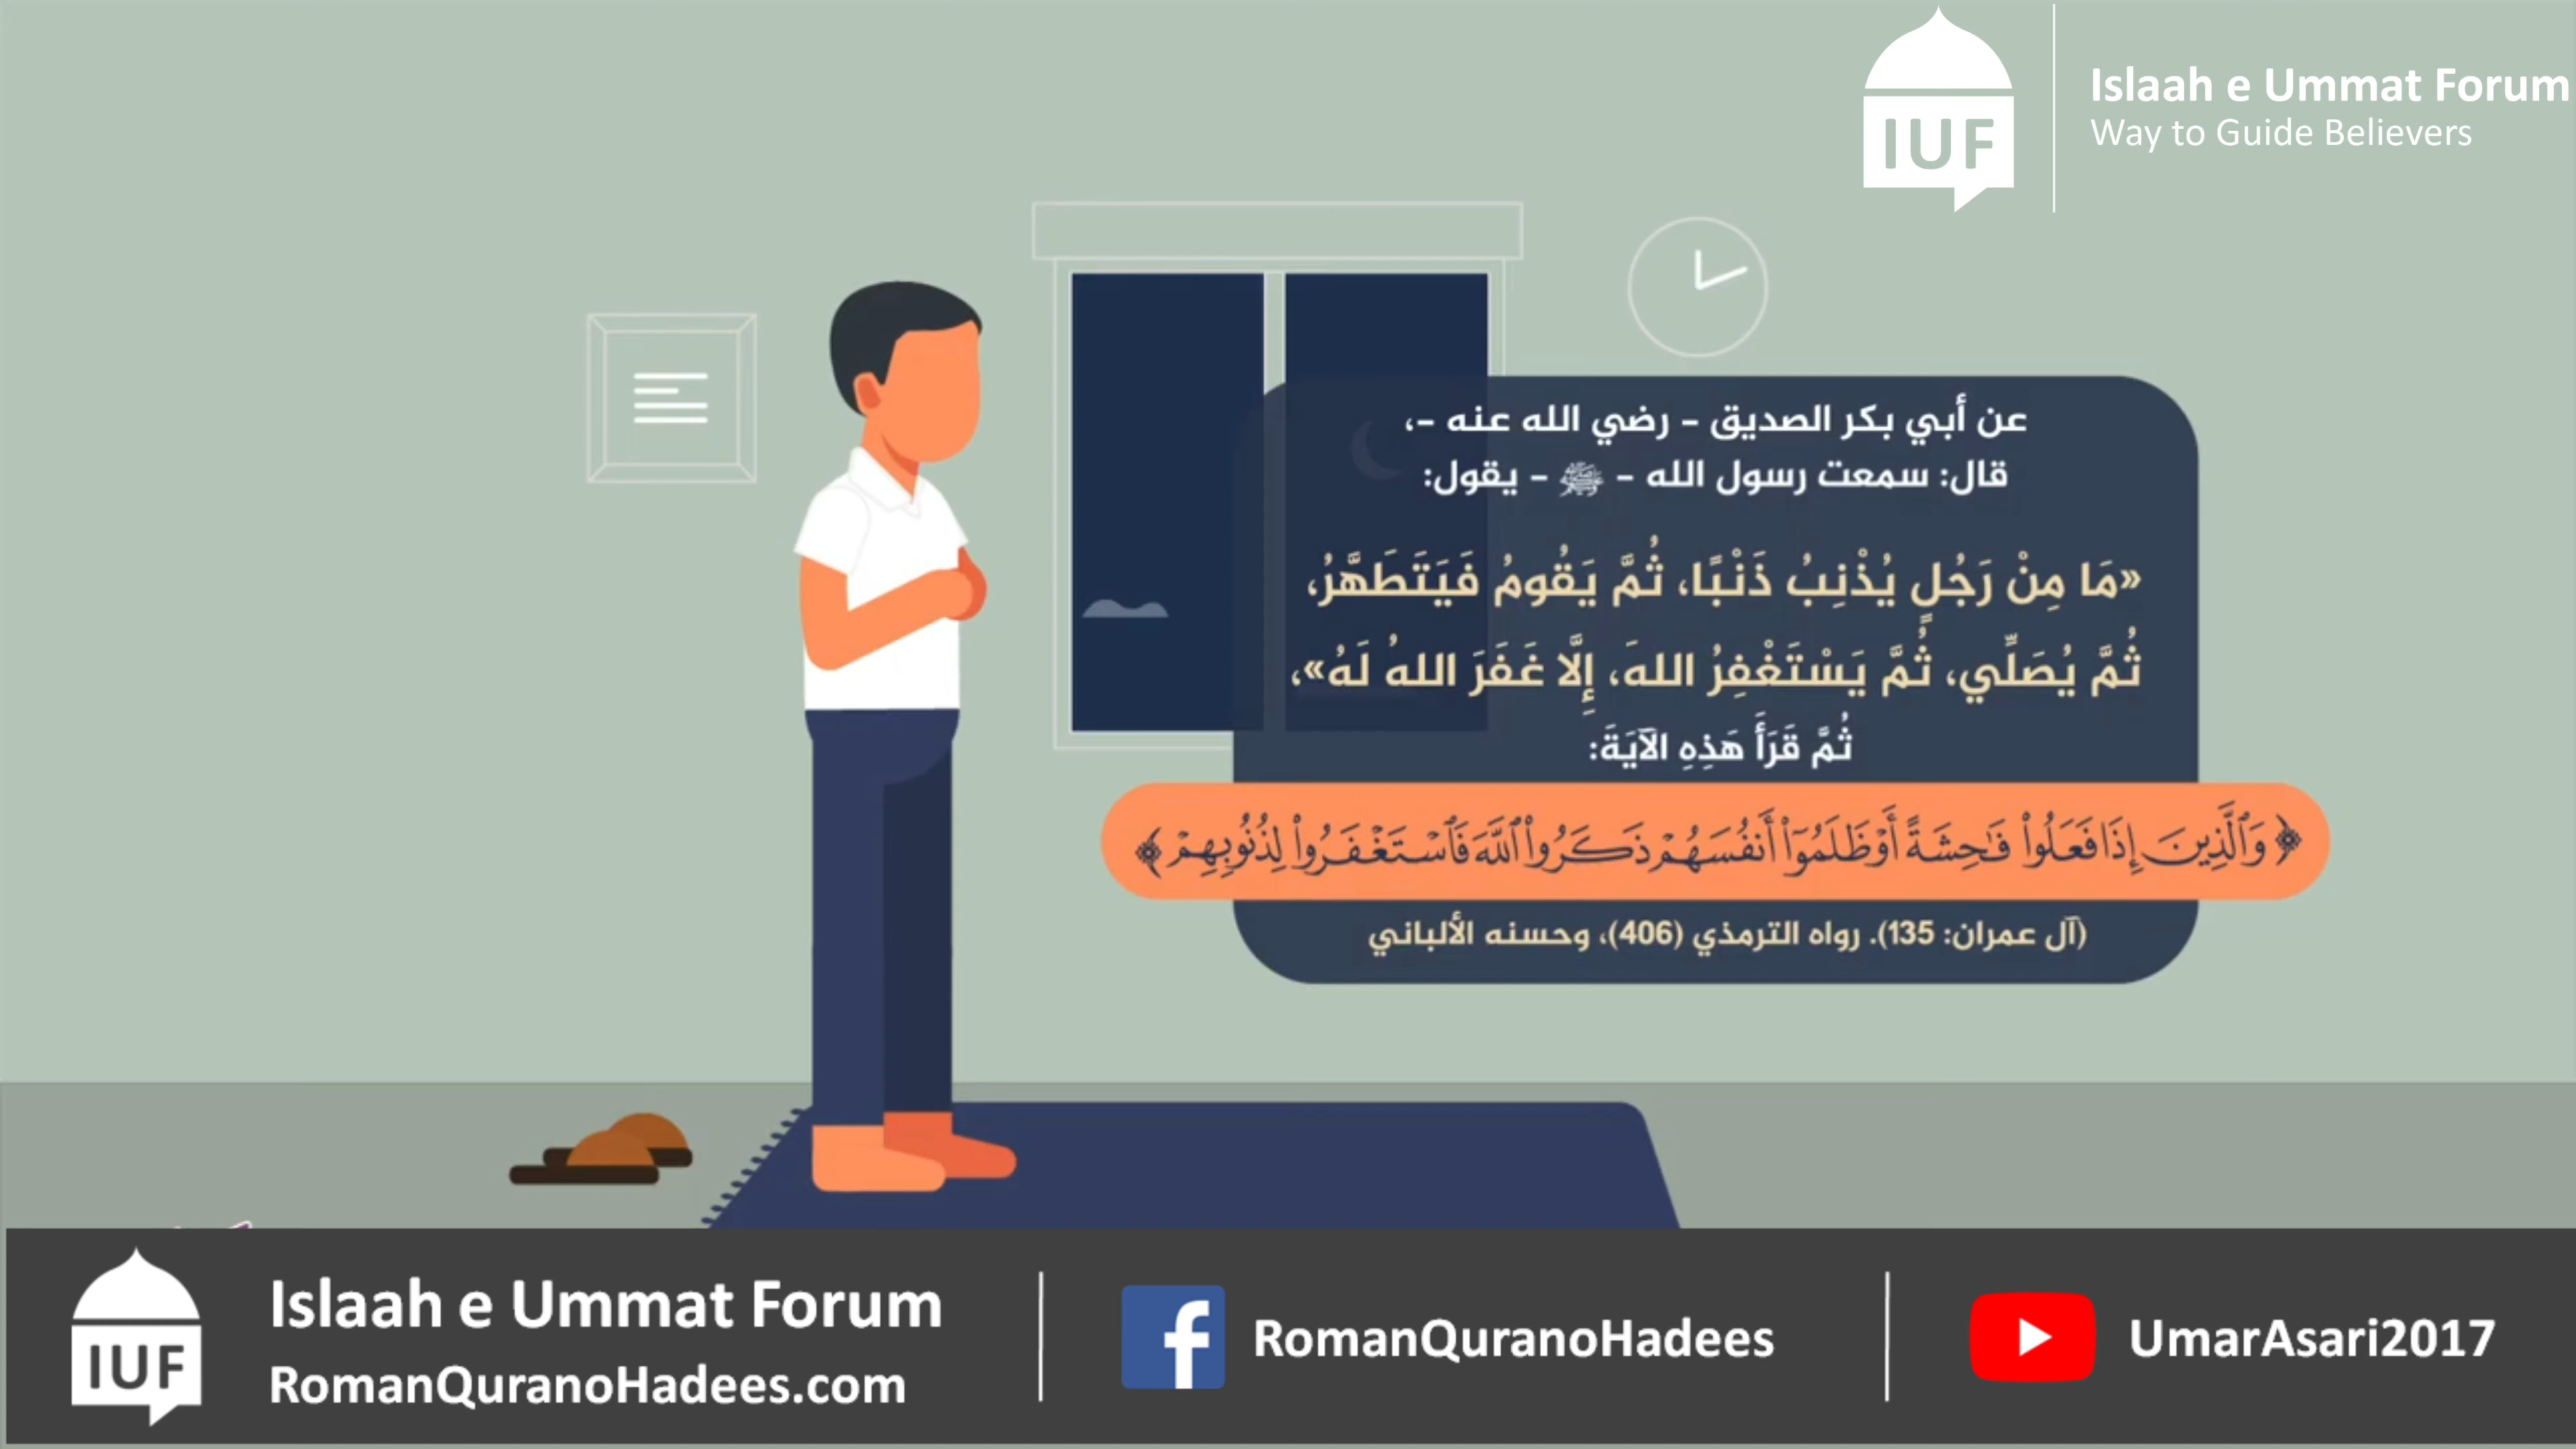 IUF
Islaah e Ummat Forum
Way to Guide Believers
عن أبي بكر الصديق - رضي الله عنه -،
قال: سمعت رسول الله - ﷺ - يقول:
«مَا مِنْ رَجُلٍ يُذْنِبُ ذَنْبًا، ثُمَّ يَقُومُ فَيَتَطَهَّرُ،
ثُمَّ يُصَلِّي، ثُمَّ يَسْتَغْفِرُ اللهَ، إِلَّا غَفَرَ اللهُ لَهُ»،
ثُمَّ قَرَأَ هَذِهِ الآيَةَ:
﴿وَٱلَّذِينَ إِذَا فَعَلُوا۟ فَـٰحِشَةً أَوْ ظَلَمُوٓا۟ أَنفُسَهُمْ ذَكَرُوا۟ ٱللَّهَ فَٱسْتَغْفَرُوا۟ لِذُنُوبِهِمْ﴾
(آل عمران: 135). رواه الترمذي (406)، وحسنه الألباني
IUF
Islaah e Ummat Forum
RomanQuranoHadees.com
RomanQuranoHadees
UmarAsari2017